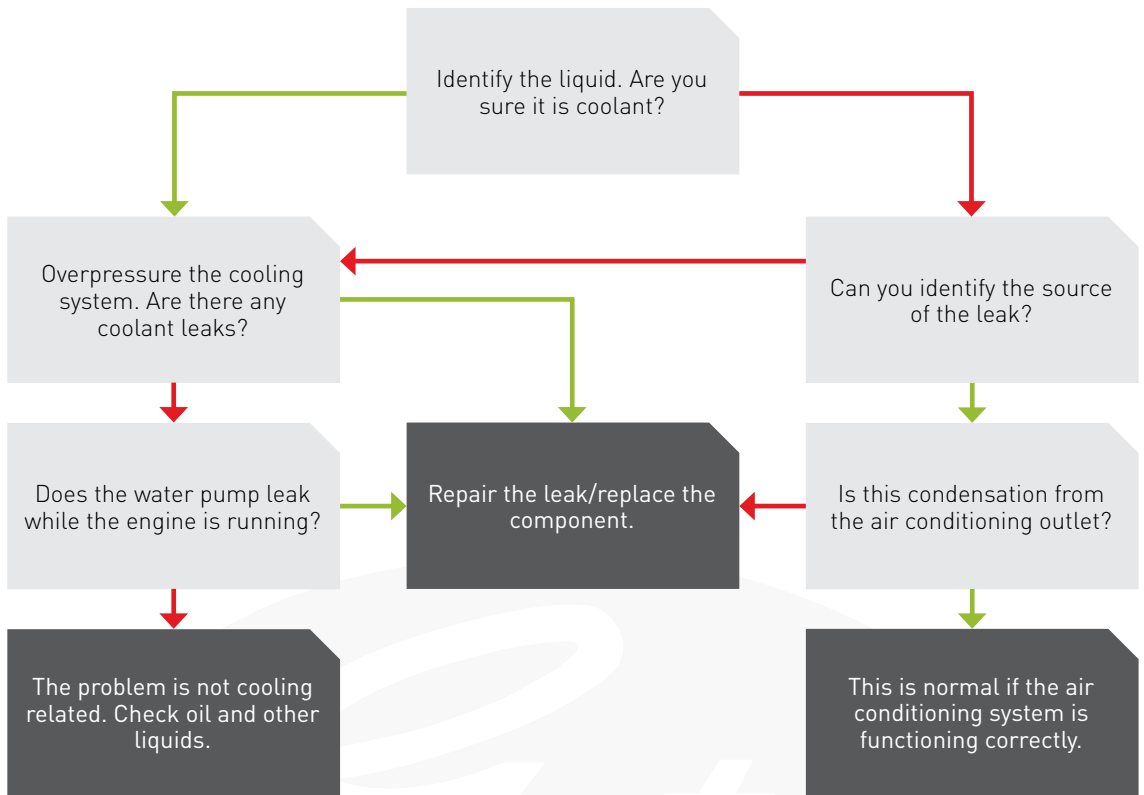 Identify the liquid. Are you
sure it is coolant?
Overpressure the cooling
system. Are there any
coolant leaks?
Can you identify the source
of the leak?
Does the water pump leak
while the engine is running?
Repair the leak/replace the
component.
Is this condensation from
the air conditioning outlet?
The problem is not cooling
related. Check oil and other
liquids.
This is normal if the air
conditioning system is
functioning correctly.